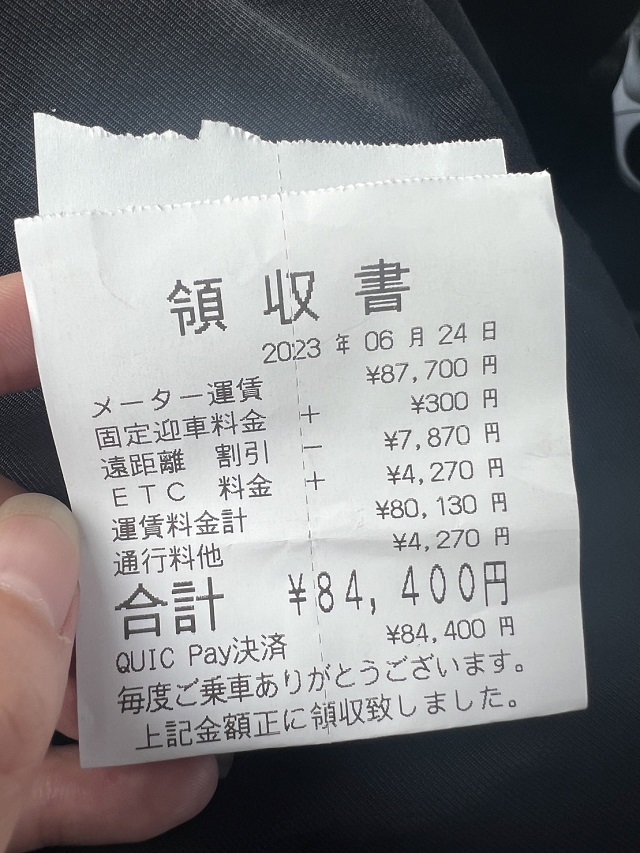 領収書
2023 年 06 月 24 日
メーター運賃 ¥87,700 円
固定迎車料金 + ¥300 円
遠距離 割引 − ¥7,870 円
ETC 料金 + ¥4,270 円
運賃料金計 ¥80,130 円
通行料他 ¥4,270 円
合計 ¥84,400円
QUIC Pay決済 ¥84,400 円
毎度ご乗車ありがとうございます。
上記金額正に領収致しました。